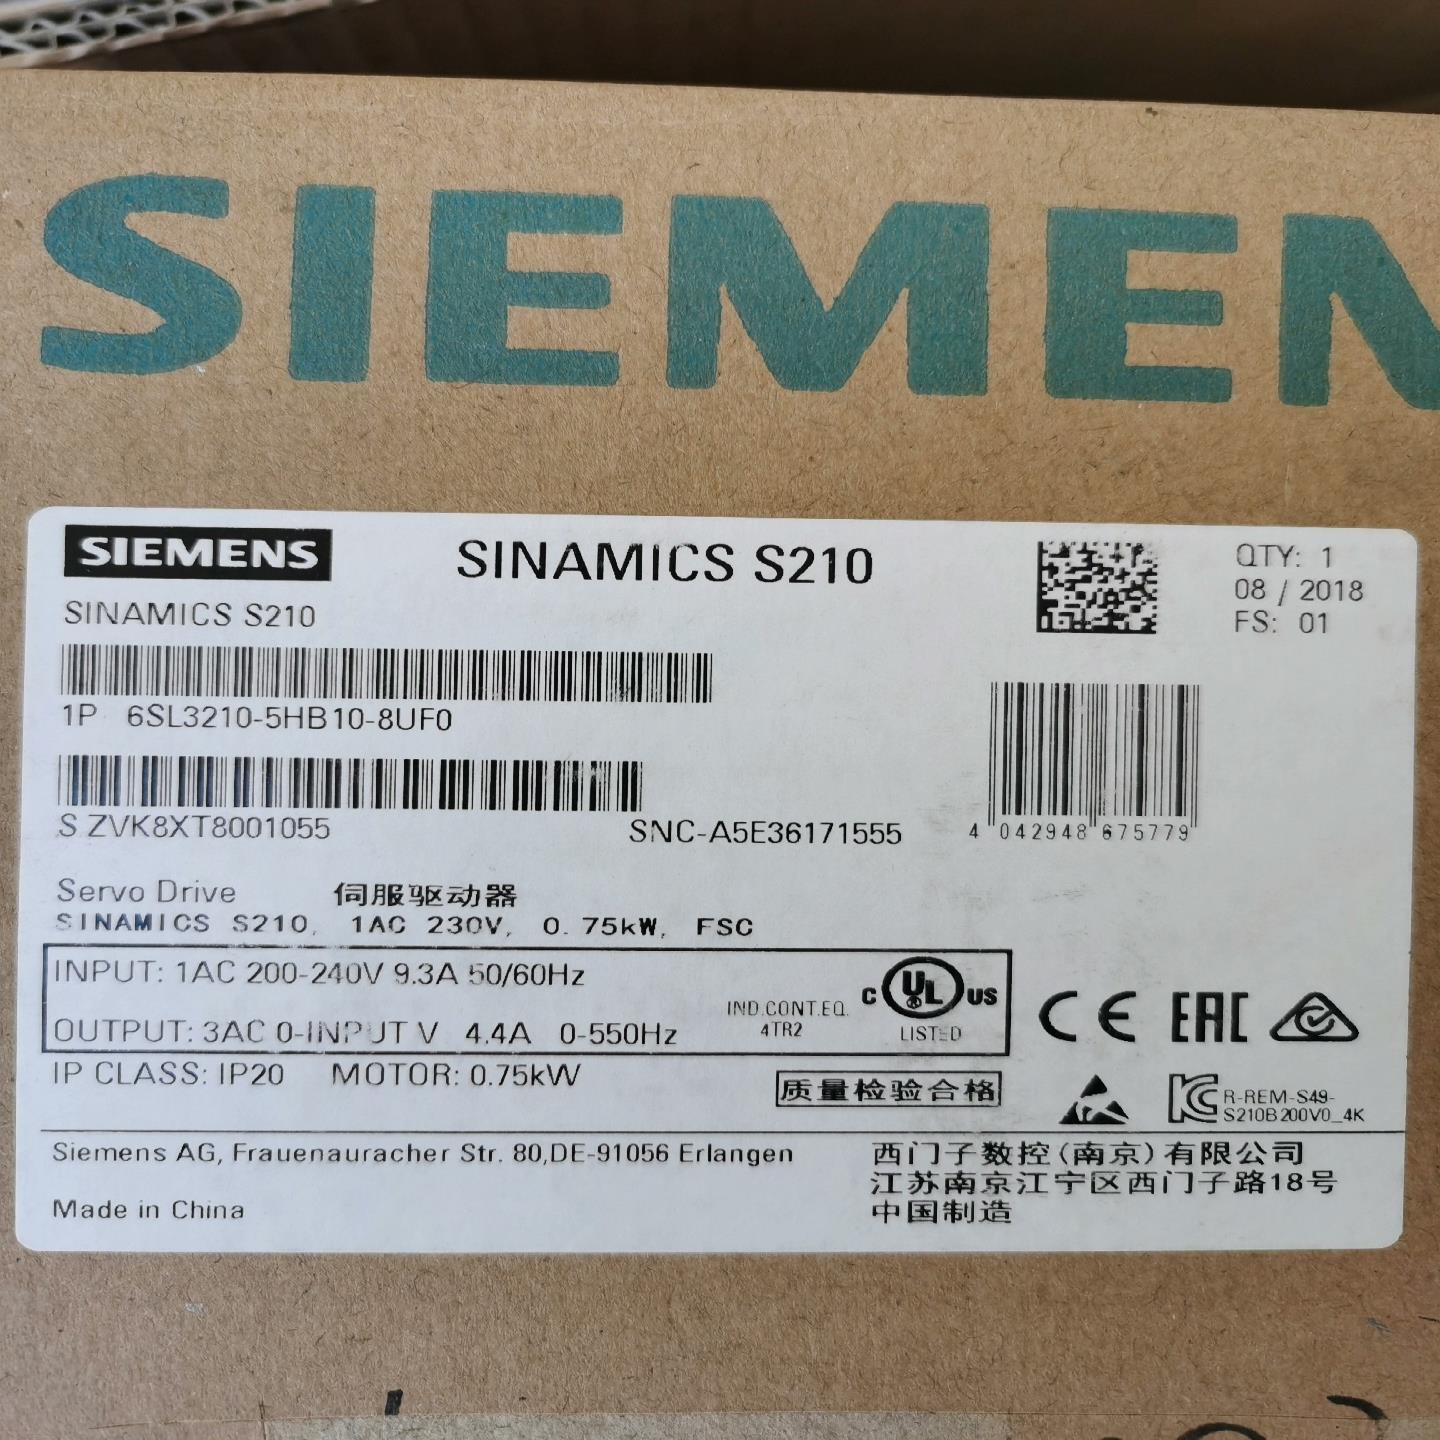 SIEMEN
SIEMENS
SINAMICS S210
QTY: 1
08 / 2018
FS: 01
SINAMICS S210
1P 6SL3210-5HB10-8UF0
S ZVK8XT8001055
SNC-A5E36171555
4 042948 675779
Servo Drive 伺服驱动器
SINAMICS S210, 1AC 230V, 0.75kW, FSC
INPUT: 1AC 200-240V 9.3A 50/60Hz
OUTPUT: 3AC 0-INPUT V 4.4A 0-550Hz
IND.CONT.EQ.
4TR2
C UL US
®
LISTED
CE EAC
IP CLASS: IP20 MOTOR: 0.75kW
质量检验合格
KC R-REM-S49-
S210B200V0_4K
Siemens AG, Frauenauracher Str. 80,DE-91056 Erlangen
Made in China
西门子数控(南京)有限公司
江苏南京江宁区西门子路18号
中国制造